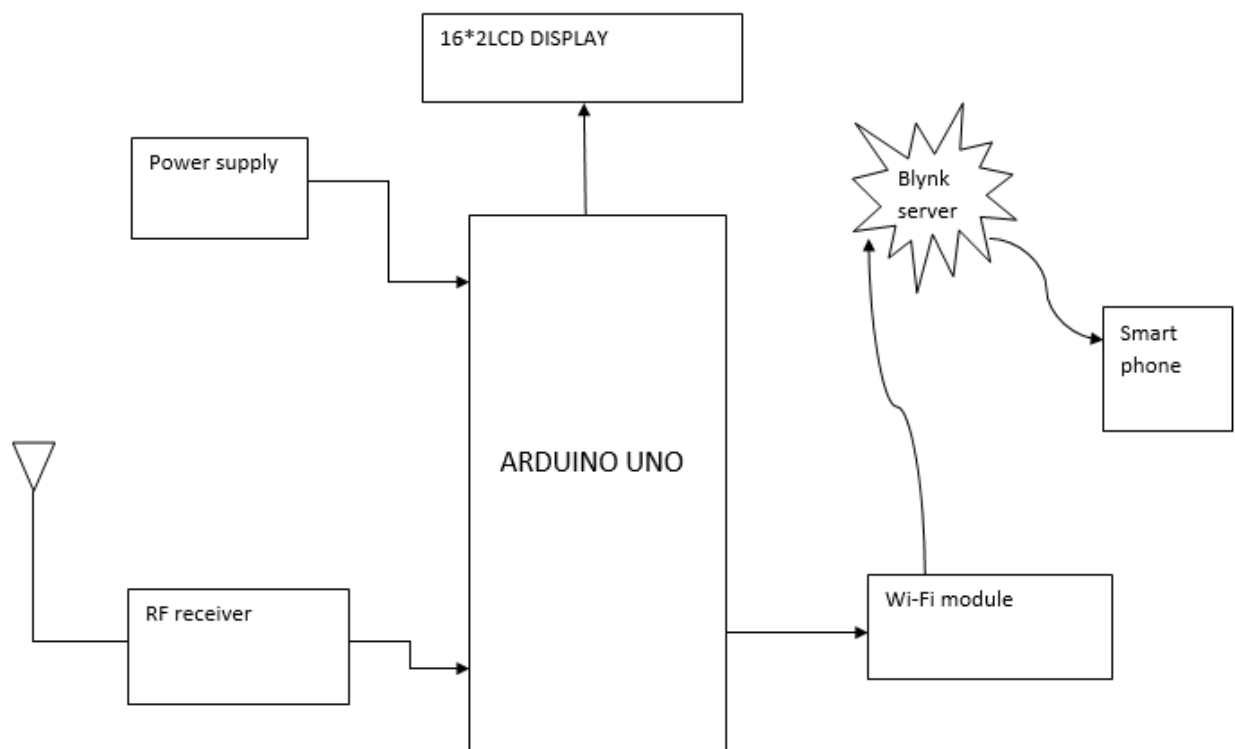 16*2LCD DISPLAY
Power supply
Blynk
server
Smart
phone
ARDUINO UNO
RF receiver
Wi-Fi module